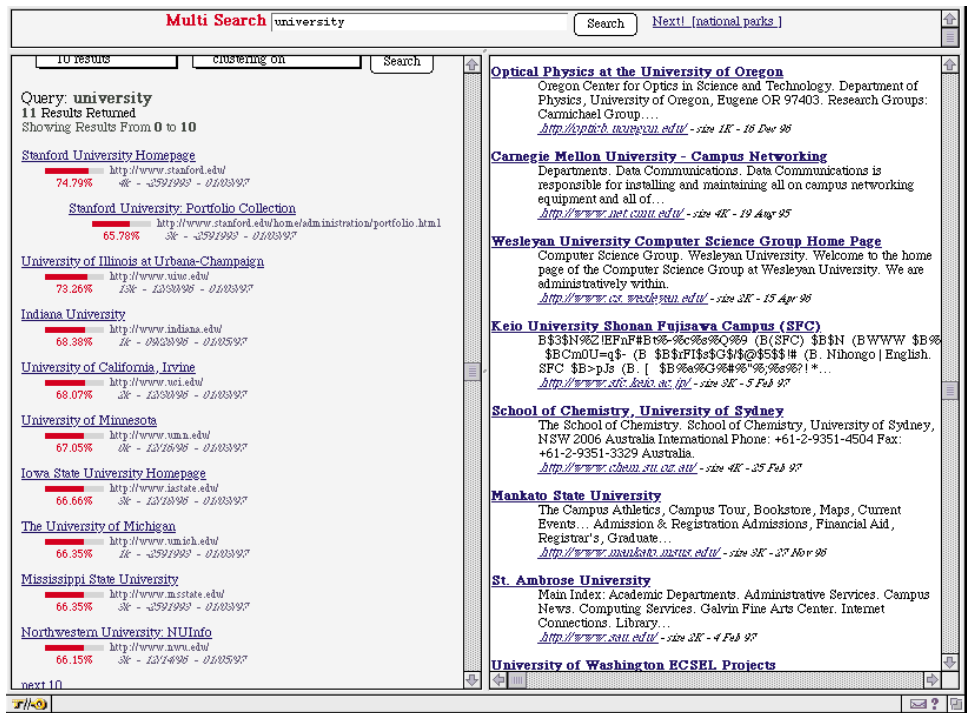 Multi Search university Search Next! [national parks ]
10 results clustering on Search
Query: university
11 Results Returned
Showing Results From 0 to 10
Stanford University Homepage
http://www.stanford.edu/
74.79% 4k - -2591993 - 01/03/97
Stanford University: Portfolio Collection
http://www.stanford.edu/home/administration/portfolio.html
65.78% 3k - -2591993 - 01/03/97
University of Illinois at Urbana-Champaign
http://www.uiuc.edu/
73.26% 13k - 12/30/96 - 01/03/97
Indiana University
http://www.indiana.edu/
68.38% 1k - 09/28/96 - 01/05/97
University of California, Irvine
http://www.uci.edu/
68.07% 2k - 12/30/96 - 01/03/97
University of Minnesota
http://www.umn.edu/
67.05% 0k - 12/16/96 - 01/03/97
Iowa State University Homepage
http://www.iastate.edu/
66.66% 3k - 12/18/96 - 01/03/97
The University of Michigan
http://www.umich.edu/
66.35% 1k - -2591993 - 01/03/97
Mississippi State University
http://www.msstate.edu/
66.35% 3k - -2591993 - 01/03/97
Northwestern University: NUInfo
http://www.nwu.edu/
66.15% 3k - 12/14/96 - 01/05/97
next 10
Optical Physics at the University of Oregon
Oregon Center for Optics in Science and Technology. Department of
Physics, University of Oregon, Eugene OR 97403. Research Groups:
Carmichael Group....
http://opticb.uoregon.edu/ - size 1K - 16 Dec 96
Carnegie Mellon University - Campus Networking
Departments. Data Communications. Data Communications is
responsible for installing and maintaining all on campus networking
equipment and all of...
http://www.net.cmu.edu/ - size 4K - 19 Aug 95
Wesleyan University Computer Science Group Home Page
Computer Science Group. Wesleyan University. Welcome to the home
page of the Computer Science Group at Wesleyan University. We are
administratively within.
http://www.cs.wesleyan.edu/ - size 2K - 15 Apr 96
Keio University Shonan Fujisawa Campus (SFC)
B$3$N%Z!EFnF#Bt%-%c%s%Q%9 (B(SFC) $B$N (BWWW $B%
$BCm0U=q$- (B $B$rFI$s$G$/$@$5$$!# (B. Nihongo | English.
SFC $B>pJs (B. [ $B%a%G%#%"%;%s%?!*...
http://www.sfc.keio.ac.jp/ - size 3K - 5 Feb 97
School of Chemistry, University of Sydney
The School of Chemistry. School of Chemistry, University of Sydney,
NSW 2006 Australia International Phone: +61-2-9351-4504 Fax:
+61-2-9351-3329 Australia.
http://www.chem.su.oz.au/ - size 4K - 25 Feb 97
Mankato State University
The Campus Athletics, Campus Tour, Bookstore, Maps, Current
Events... Admission & Registration Admissions, Financial Aid,
Registrar's, Graduate...
http://www.mankato.msus.edu/ - size 3K - 27 Nov 96
St. Ambrose University
Main Index: Academic Departments. Administrative Services. Campus
News. Computing Services. Galvin Fine Arts Center. Internet
Connections. Library...
http://www.sau.edu/ - size 2K - 4 Feb 97
University of Washington ECSEL Projects